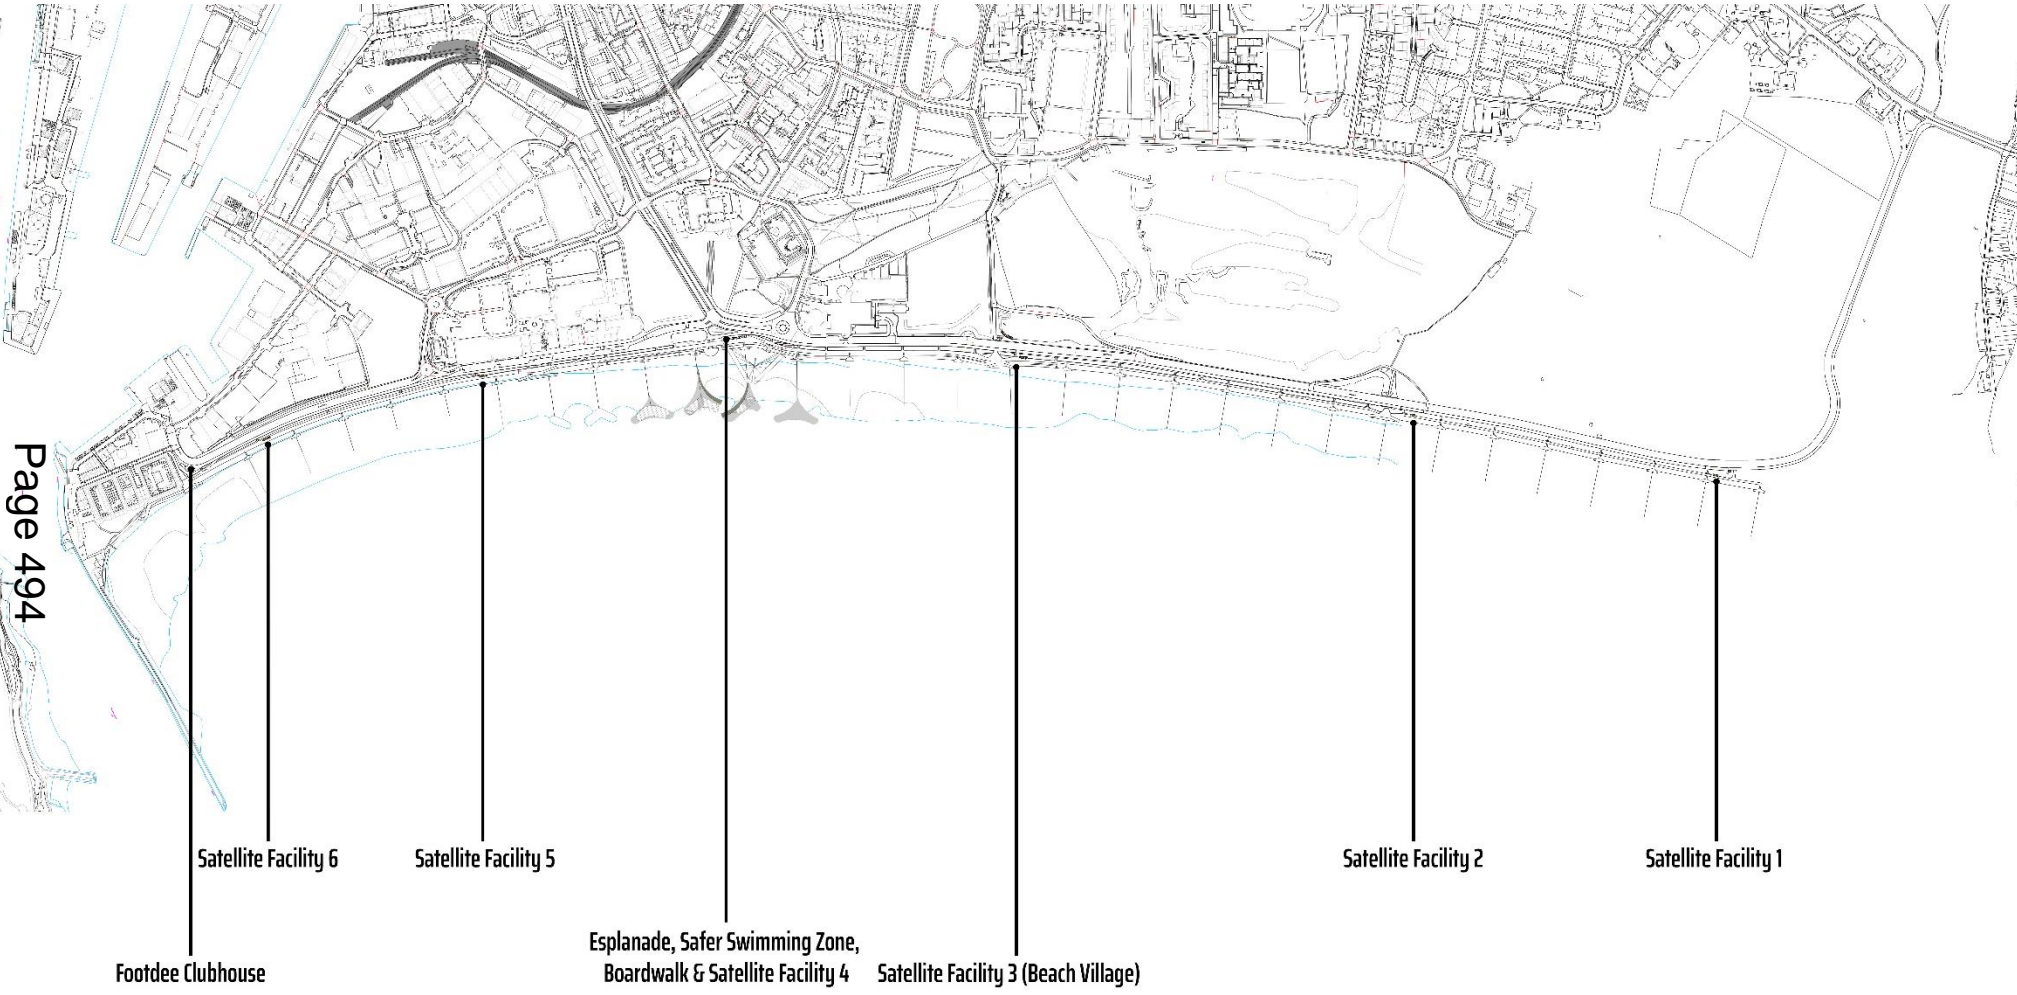 Page 494
Satellite Facility 6
Satellite Facility 5
Satellite Facility 2
Satellite Facility 1
Footdee Clubhouse
Esplanade, Safer Swimming Zone,
Boardwalk & Satellite Facility 4
Satellite Facility 3 (Beach Village)